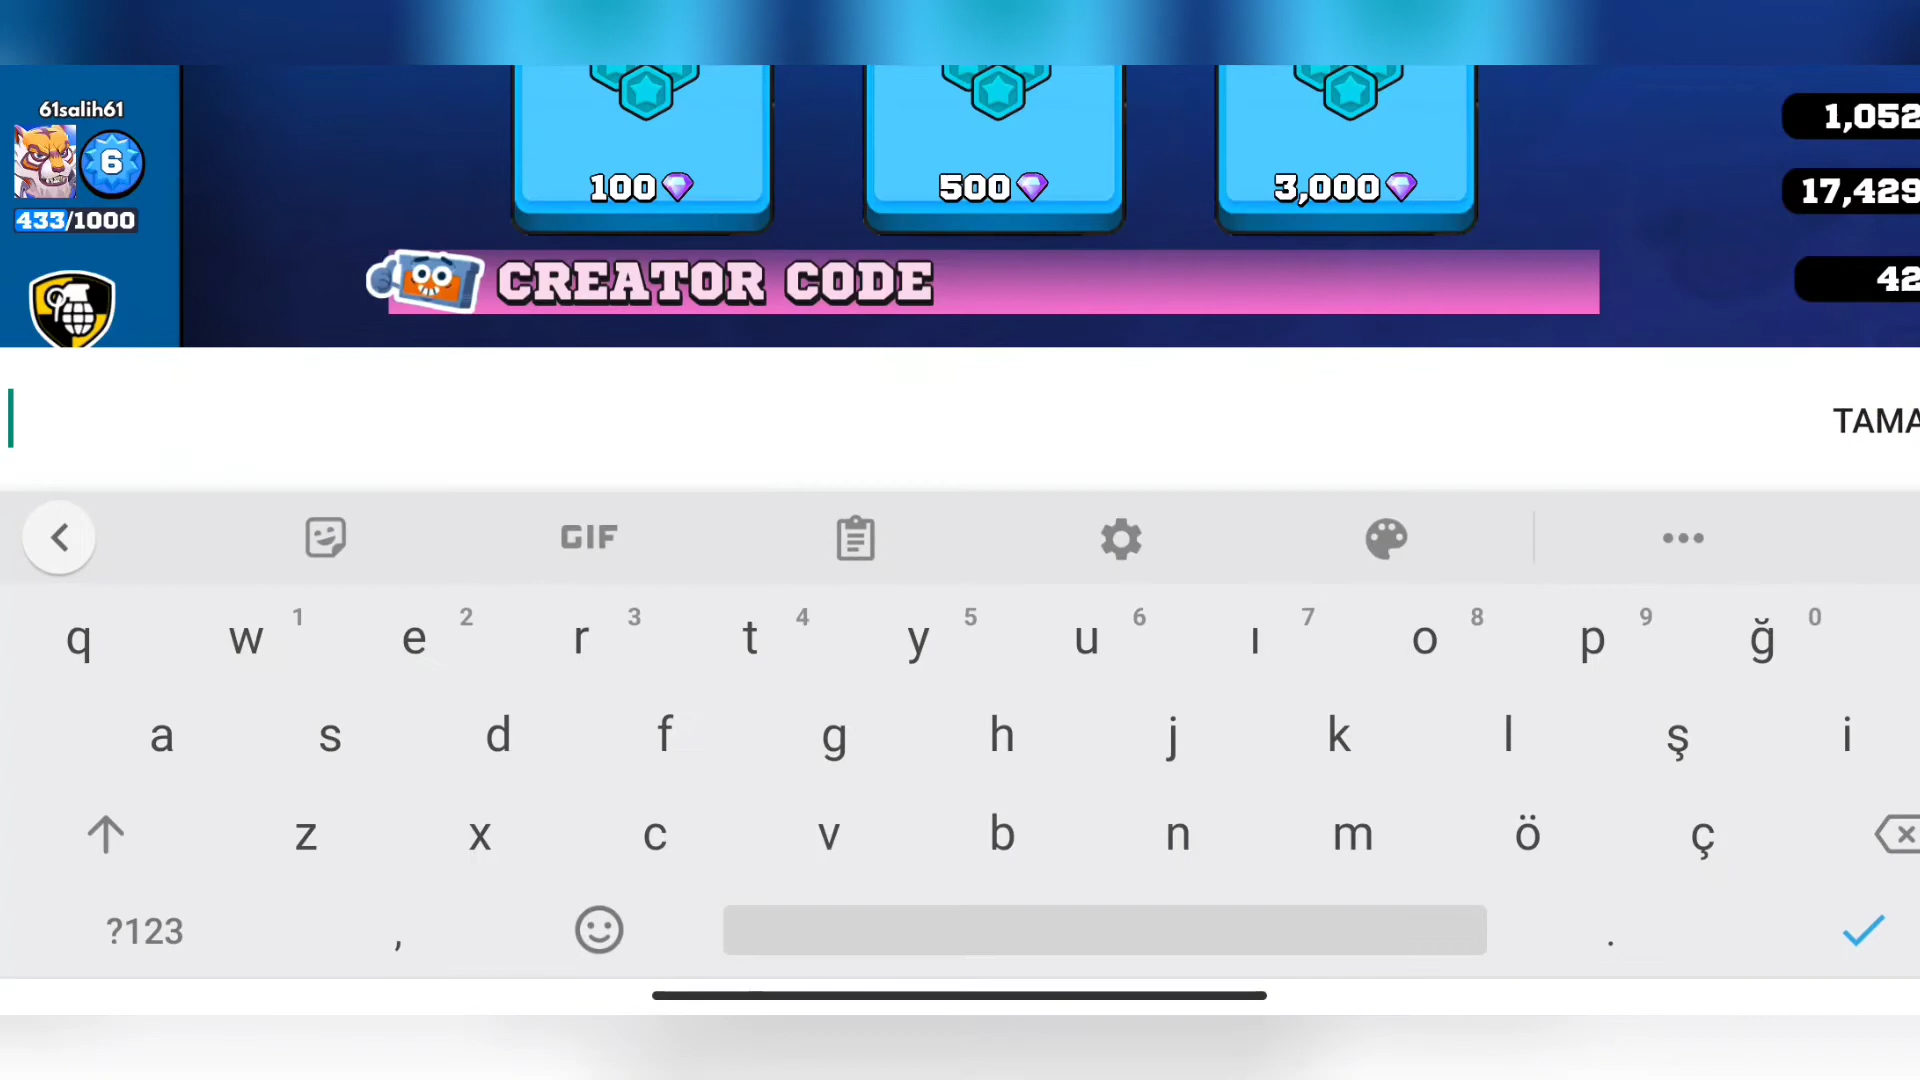 61salih61
6
433/1000
100
500
3,000
1,052
17,429
42
CREATOR CODE
TAMA
GIF
q w 1 e 2 r 3 t 4 y 5 u 6 ı 7 o 8 p 9 ğ 0
a s d f g h j k l ş i
z x c v b n m ö ç
?123 , .